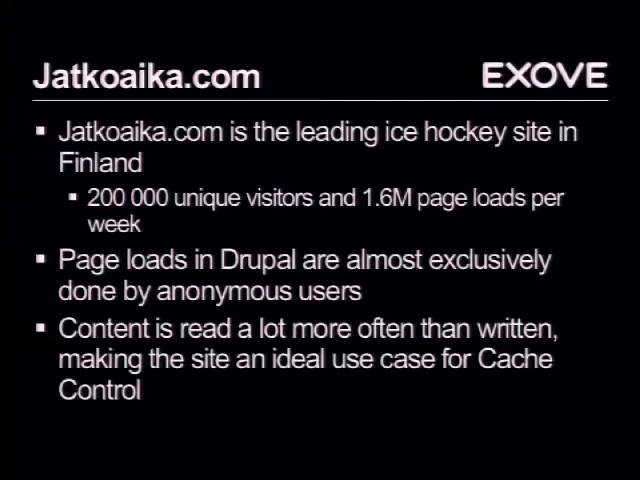 Jatkoaika.com
EXOVE
▪ Jatkoaika.com is the leading ice hockey site in
Finland
▪ 200 000 unique visitors and 1.6M page loads per
week
▪ Page loads in Drupal are almost exclusively
done by anonymous users
▪ Content is read a lot more often than written,
making the site an ideal use case for Cache
Control